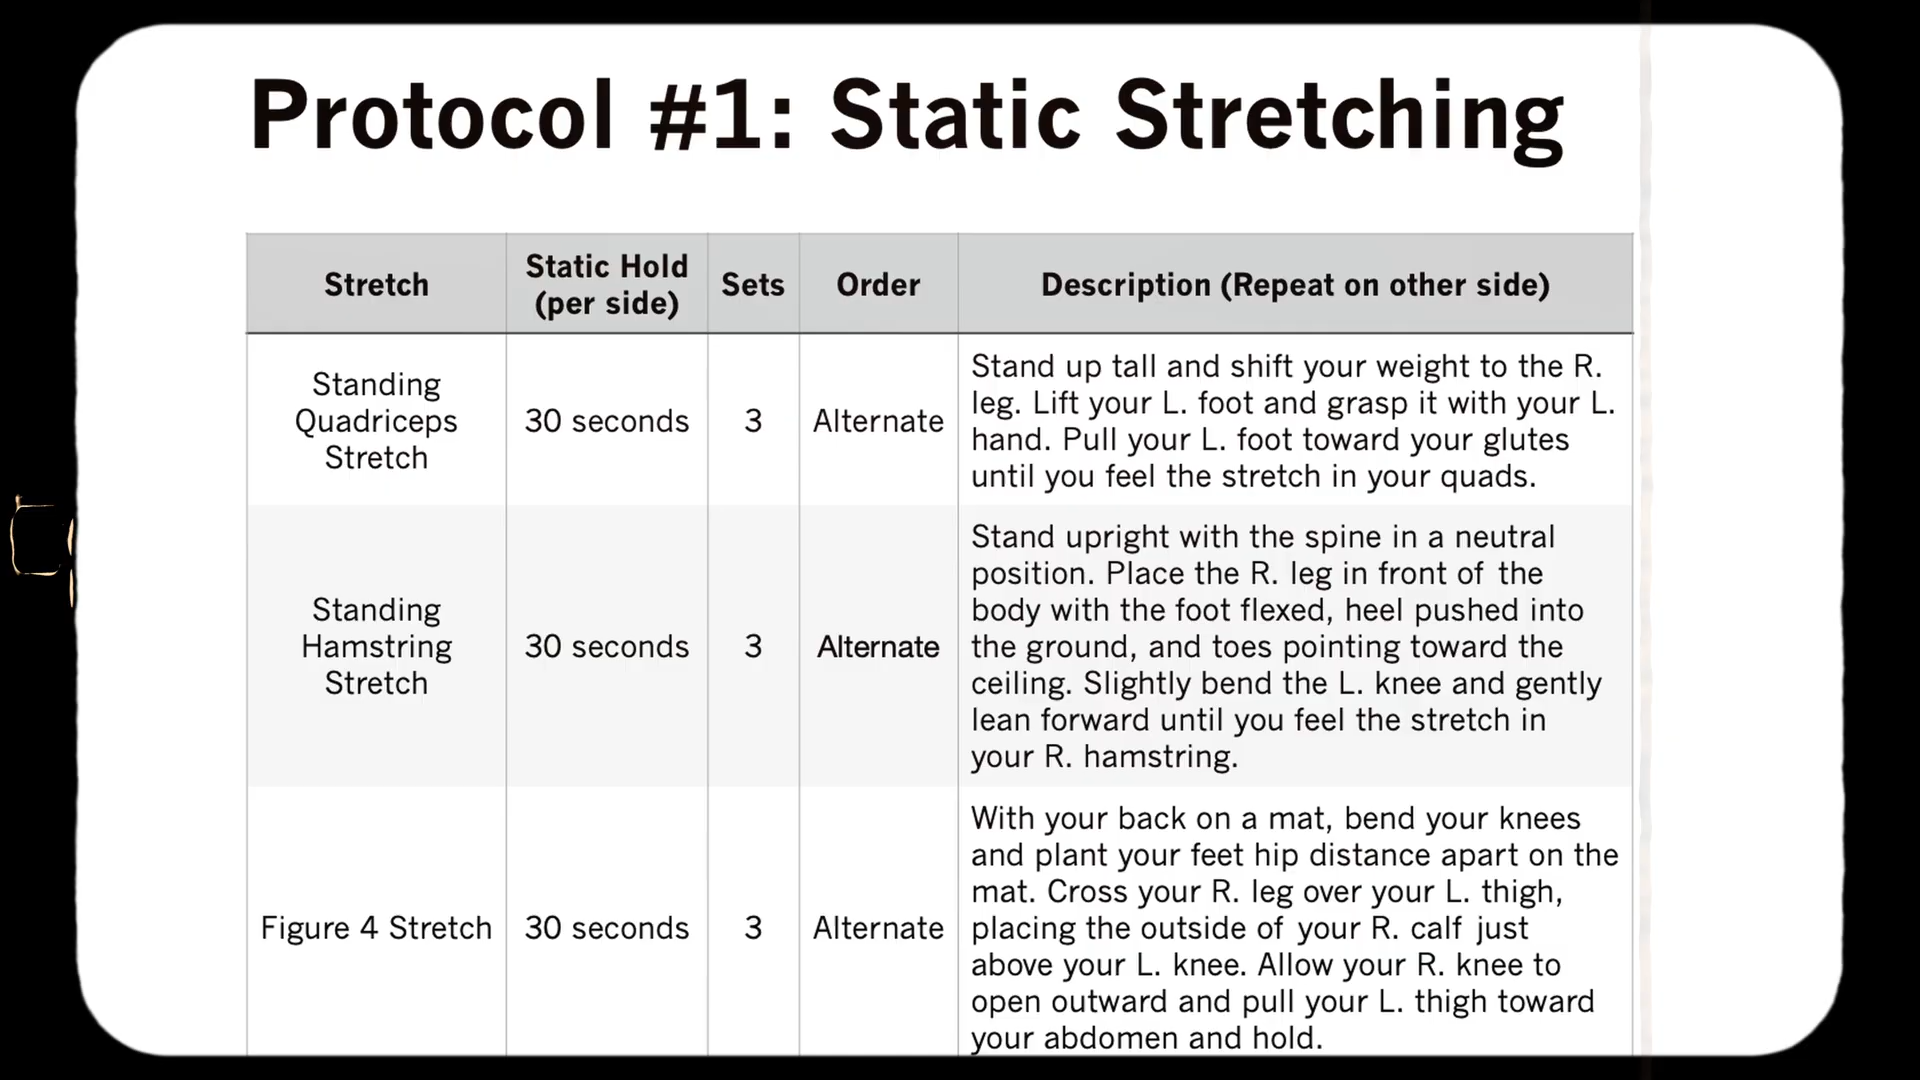 Protocol #1: Static Stretching
Stretch
Static Hold
(per side)
Sets
Order
Description (Repeat on other side)
Standing
Quadriceps
Stretch
30 seconds
3
Alternate
Stand up tall and shift your weight to the R.
leg. Lift your L. foot and grasp it with your L.
hand. Pull your L. foot toward your glutes
until you feel the stretch in your quads.
Standing
Hamstring
Stretch
30 seconds
3
Alternate
Stand upright with the spine in a neutral
position. Place the R. leg in front of the
body with the foot flexed, heel pushed into
the ground, and toes pointing toward the
ceiling. Slightly bend the L. knee and gently
lean forward until you feel the stretch in
your R. hamstring.
Figure 4 Stretch
30 seconds
3
Alternate
With your back on a mat, bend your knees
and plant your feet hip distance apart on the
mat. Cross your R. leg over your L. thigh,
placing the outside of your R. calf just
above your L. knee. Allow your R. knee to
open outward and pull your L. thigh toward
your abdomen and hold.